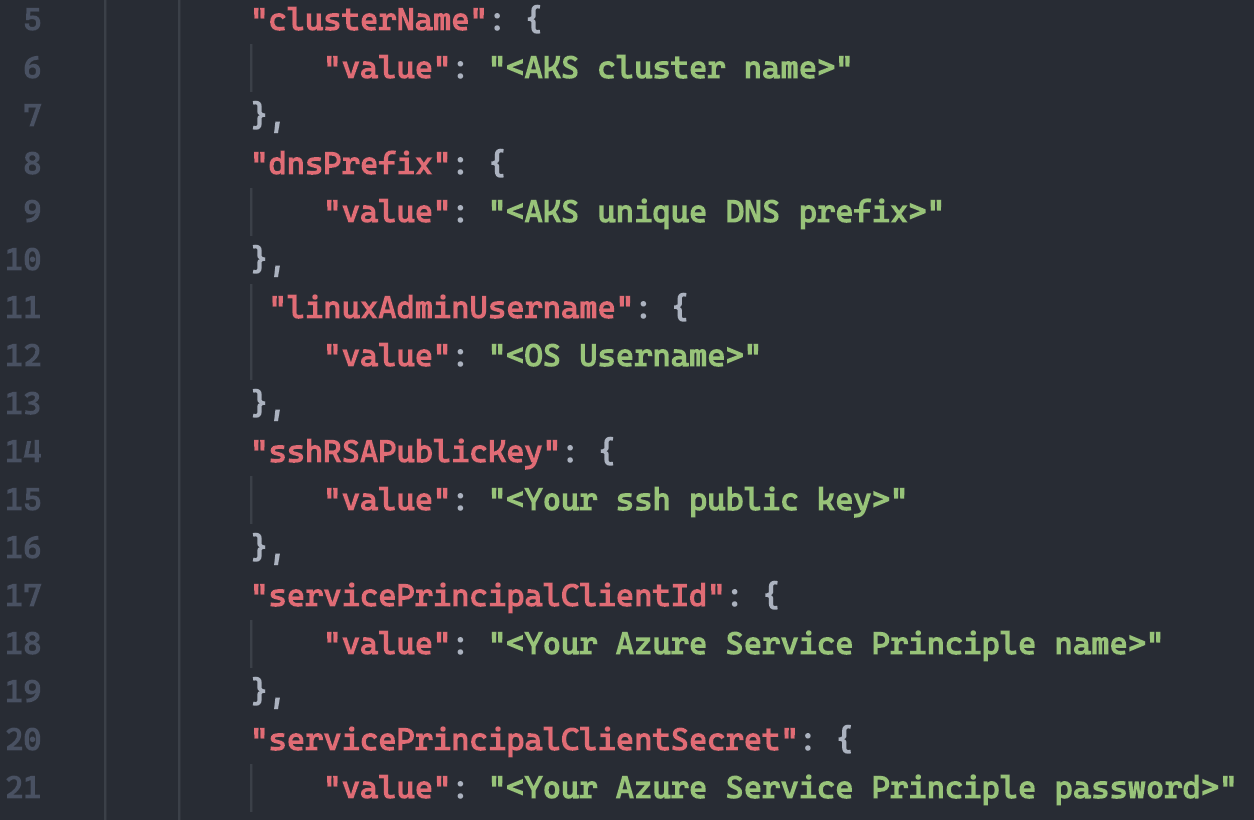 5 "clusterName": {
6 "value": "<AKS cluster name>"
7 },
8 "dnsPrefix": {
9 "value": "<AKS unique DNS prefix>"
10 },
11 "linuxAdminUsername": {
12 "value": "<OS Username>"
13 },
14 "sshRSAPublicKey": {
15 "value": "<Your ssh public key>"
16 },
17 "servicePrincipalClientId": {
18 "value": "<Your Azure Service Principle name>"
19 },
20 "servicePrincipalClientSecret": {
21 "value": "<Your Azure Service Principle password>"